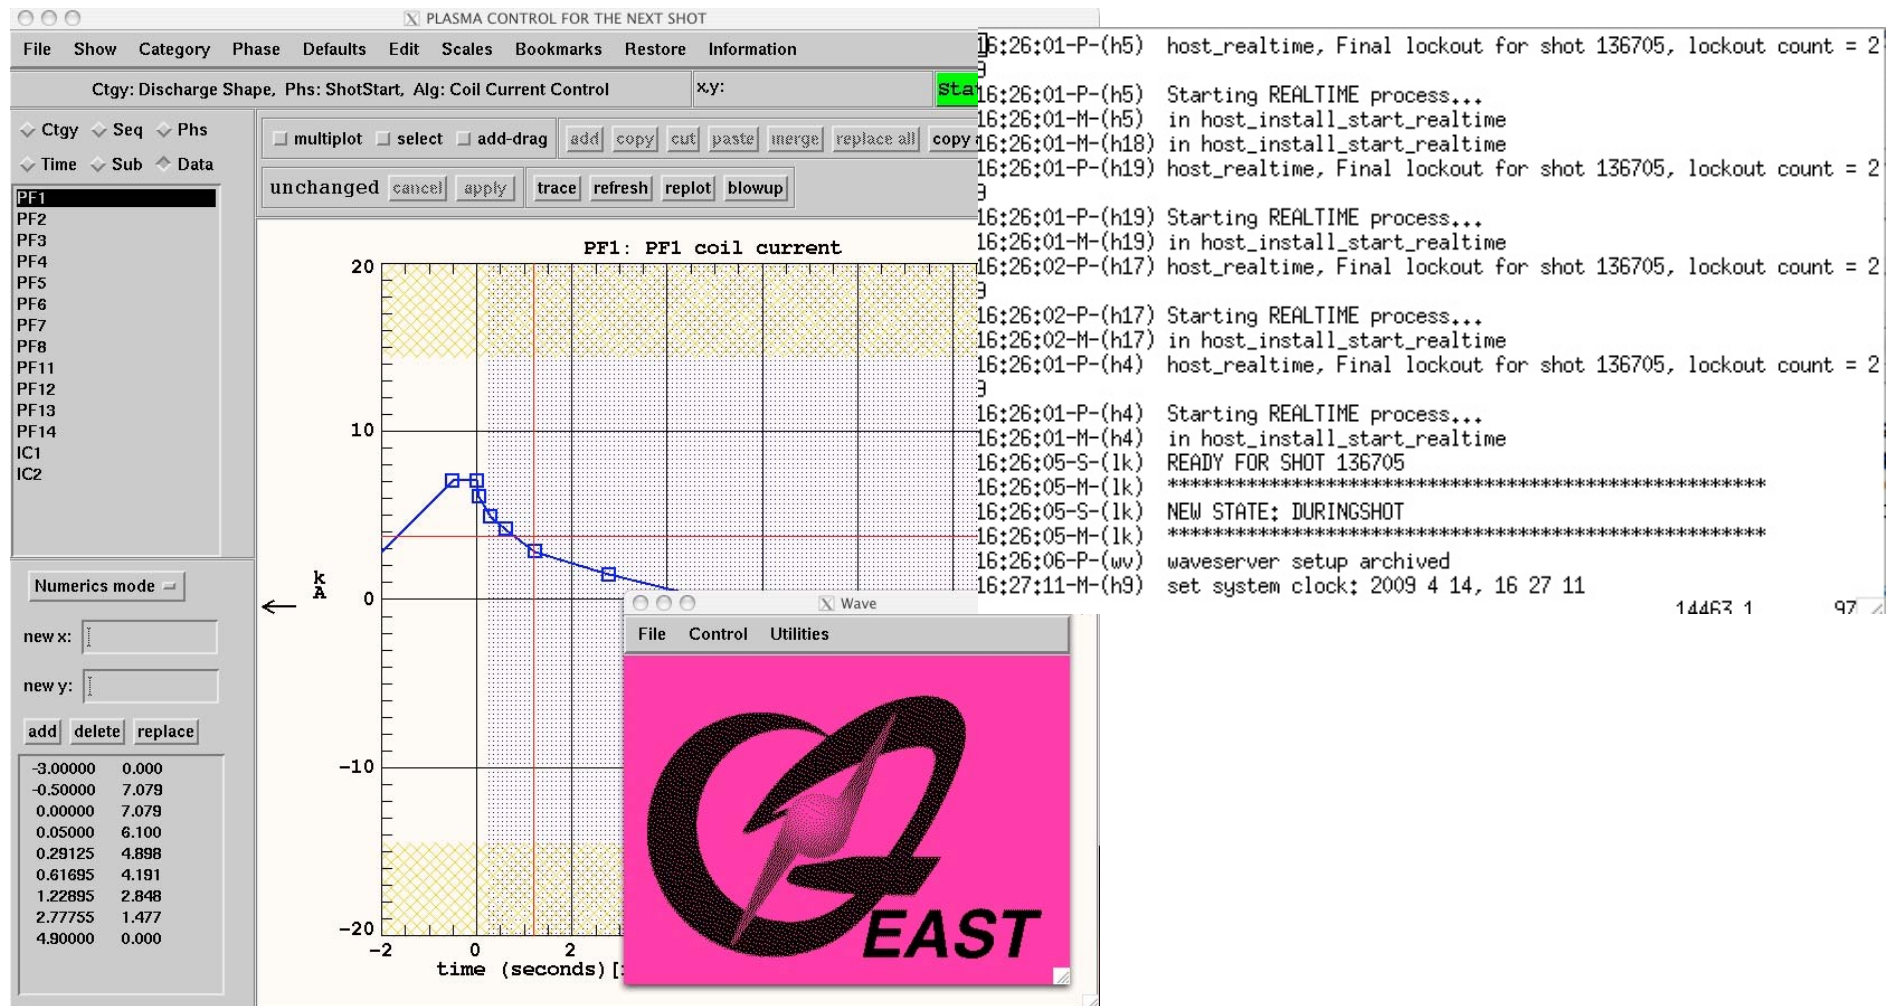 PLASMA CONTROL FOR THE NEXT SHOT
File Show Category Phase Defaults Edit Scales Bookmarks Restore Information
Ctgy: Discharge Shape, Phs: ShotStart, Alg: Coil Current Control
x,y:
Sta
Ctgy Seq Phs
Time Sub Data
multiplot select add-drag add copy cut paste merge replace all copy
unchanged cancel apply trace refresh replot blowup
PF1
PF2
PF3
PF4
PF5
PF6
PF7
PF8
PF11
PF12
PF13
PF14
IC1
IC2
Numerics mode
new x:
new y:
add delete replace
-3.00000 0.000
-0.50000 7.079
0.00000 7.079
0.05000 6.100
0.29125 4.898
0.61695 4.191
1.22895 2.848
2.77755 1.477
4.90000 0.000
PF1: PF1 coil current
20
10
kA
0
-10
-20
-2 0 2
time (seconds)[
Wave
File Control Utilities
EAST
16:26:01-P-(h5) host_realtime, Final lockout for shot 136705, lockout count = 2
9
16:26:01-P-(h5) Starting REALTIME process...
16:26:01-M-(h5) in host_install_start_realtime
16:26:01-M-(h18) in host_install_start_realtime
16:26:01-P-(h19) host_realtime, Final lockout for shot 136705, lockout count = 2
9
16:26:01-P-(h19) Starting REALTIME process...
16:26:01-M-(h19) in host_install_start_realtime
16:26:02-P-(h17) host_realtime, Final lockout for shot 136705, lockout count = 2
9
16:26:02-P-(h17) Starting REALTIME process...
16:26:02-M-(h17) in host_install_start_realtime
16:26:01-P-(h4) host_realtime, Final lockout for shot 136705, lockout count = 2
9
16:26:01-P-(h4) Starting REALTIME process...
16:26:01-M-(h4) in host_install_start_realtime
16:26:05-S-(lk) READY FOR SHOT 136705
16:26:05-M-(lk) ******************************************************
16:26:05-S-(lk) NEW STATE: DURINGSHOT
16:26:05-M-(lk) ******************************************************
16:26:06-P-(wv) waveserver setup archived
16:27:11-M-(h9) set system clock: 2009 4 14, 16 27 11
14463,1 97